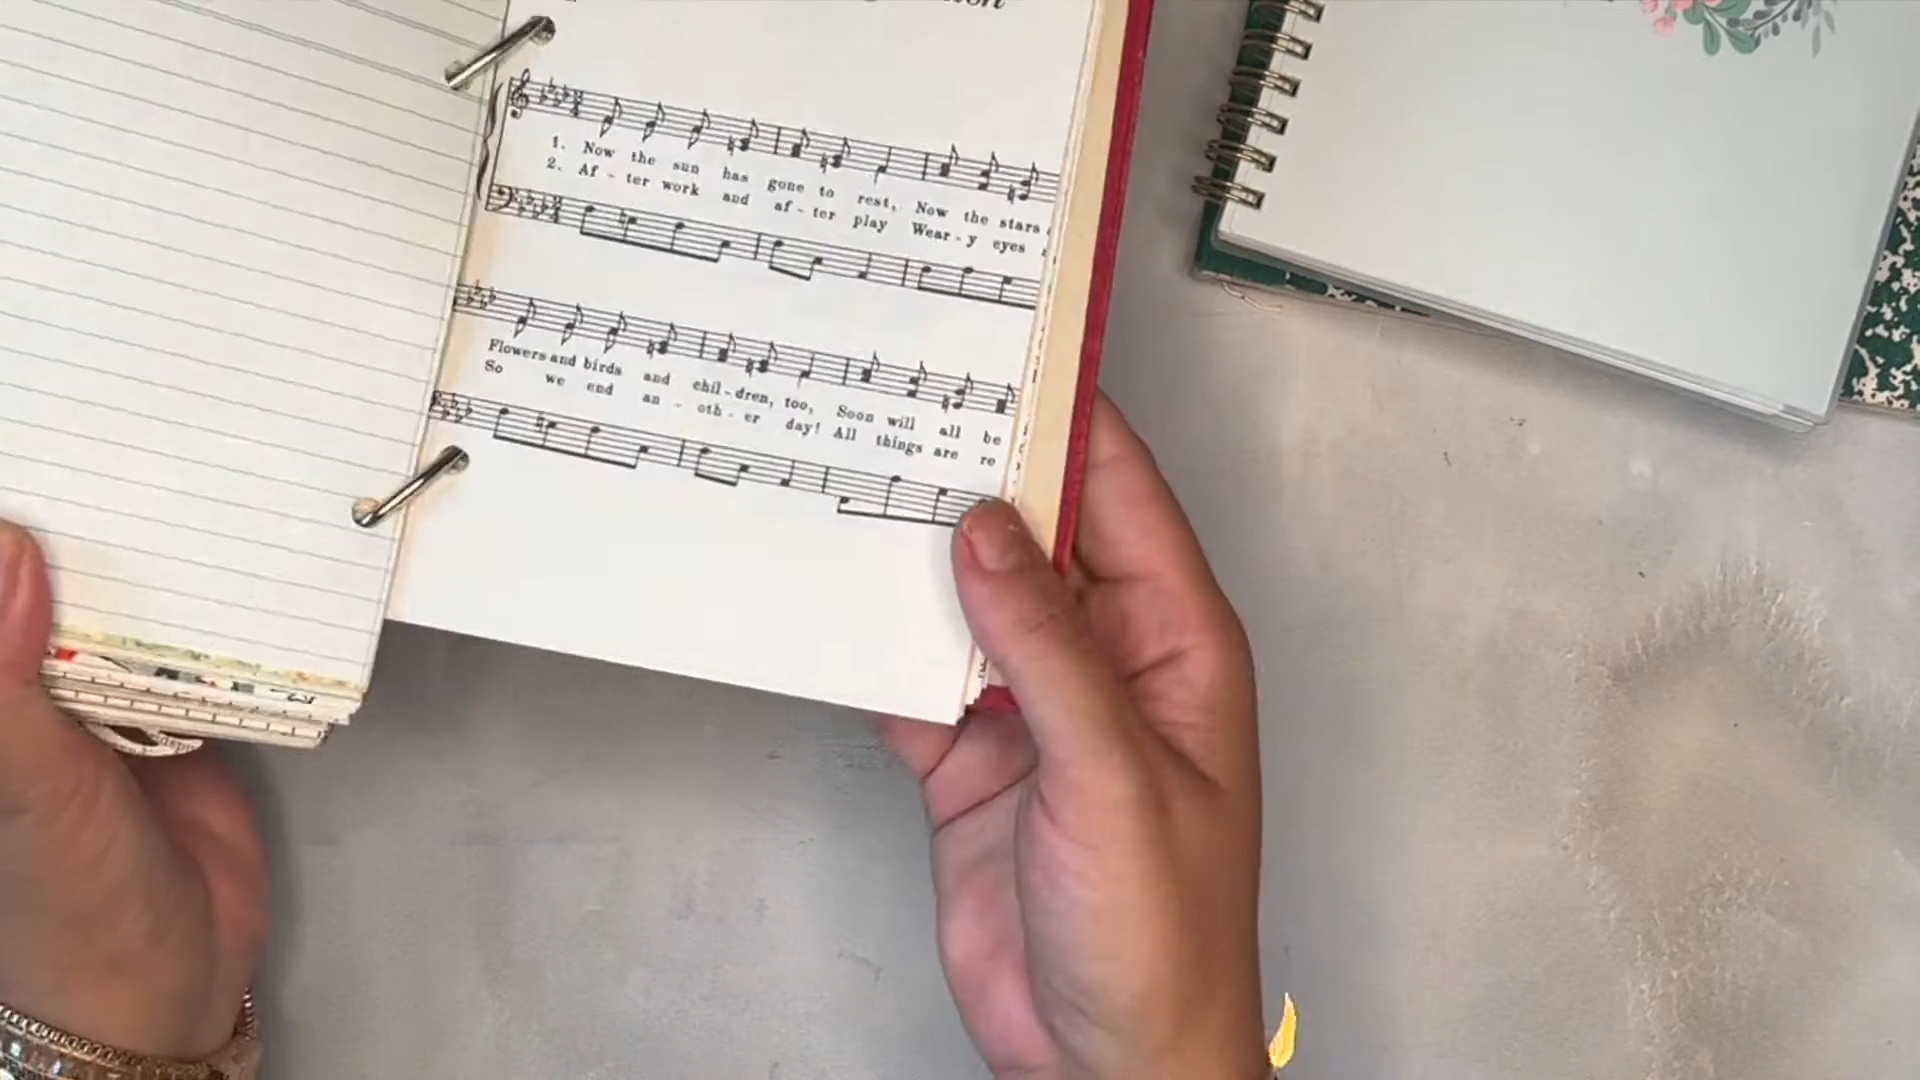 1. Now the sun has gone to rest, Now the stars
2. Af - ter work and af - ter play Wear - y eyes
Flowers and birds and chil - dren, too, Soon will all be
So we end an - oth - er day! All things are re